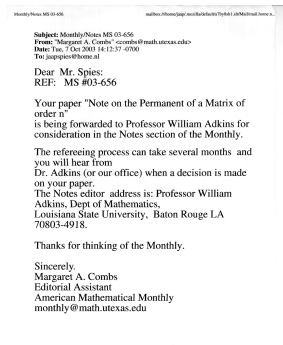 Monthly/Notes MS 03-656
Subject: Monthly/Notes MS 03-656
From: "Margaret A. Combs" <combs@math.utexas.edu>
Date: Tue, 7 Oct 2003 14:12:37 -0700
To: jaapspies@home.nl
Dear Mr. Spies:
REF: MS #03-656
Your paper "Note on the Permanent of a Matrix of
order n"
is being forwarded to Professor William Adkins for
consideration in the Notes section of the Monthly.
The refereeing process can take several months and
you will hear from
Dr. Adkins (or our office) when a decision is made
on your paper.
The Notes editor address is: Professor William
Adkins, Dept of Mathematics,
Louisiana State University, Baton Rouge LA
70803-4918.
Thanks for thinking of the Monthly.
Sincerely.
Margaret A. Combs
Editorial Assistant
American Mathematical Monthly
monthly@math.utexas.edu